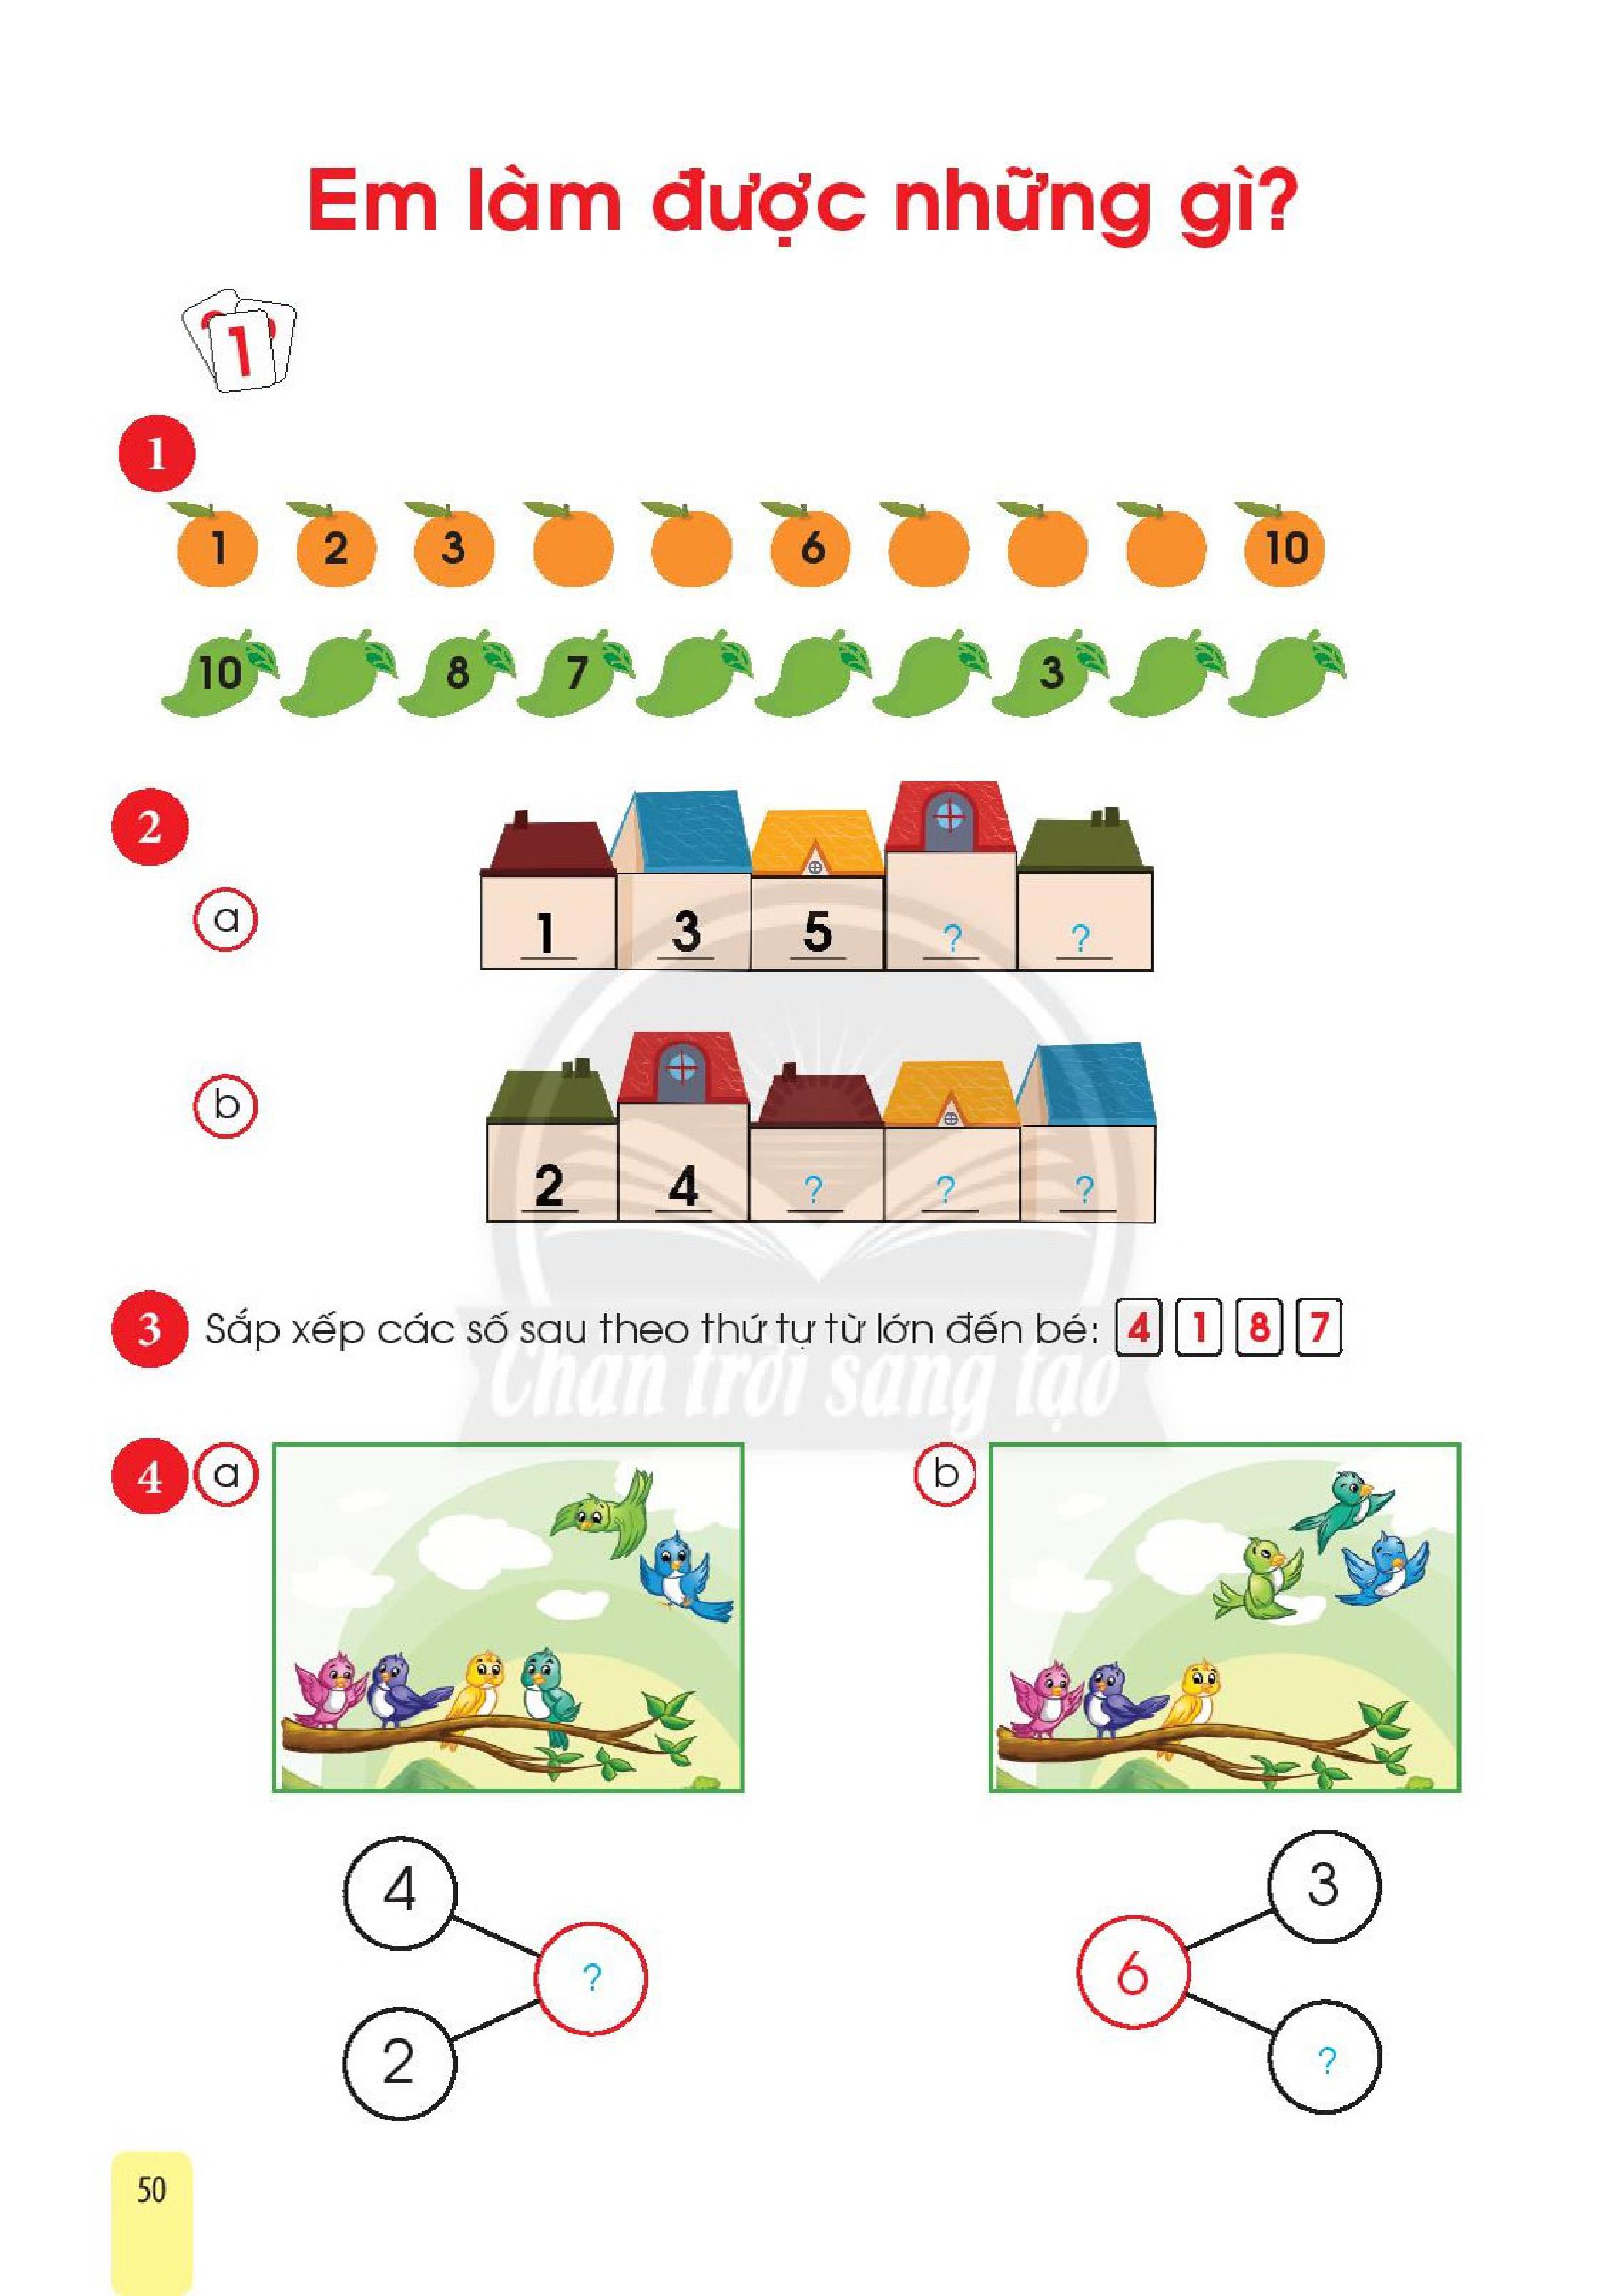 Em làm được những gì?
1
1
1 2 3 6 10
10 8 7 3
2
a
1 3 5 ? ?
b
2 4 ? ? ?
3 Sắp xếp các số sau theo thứ tự từ lớn đến bé: 4 1 8 7
Chân trời sáng tạo
4 a b
4 3
? 6
2 ?
50